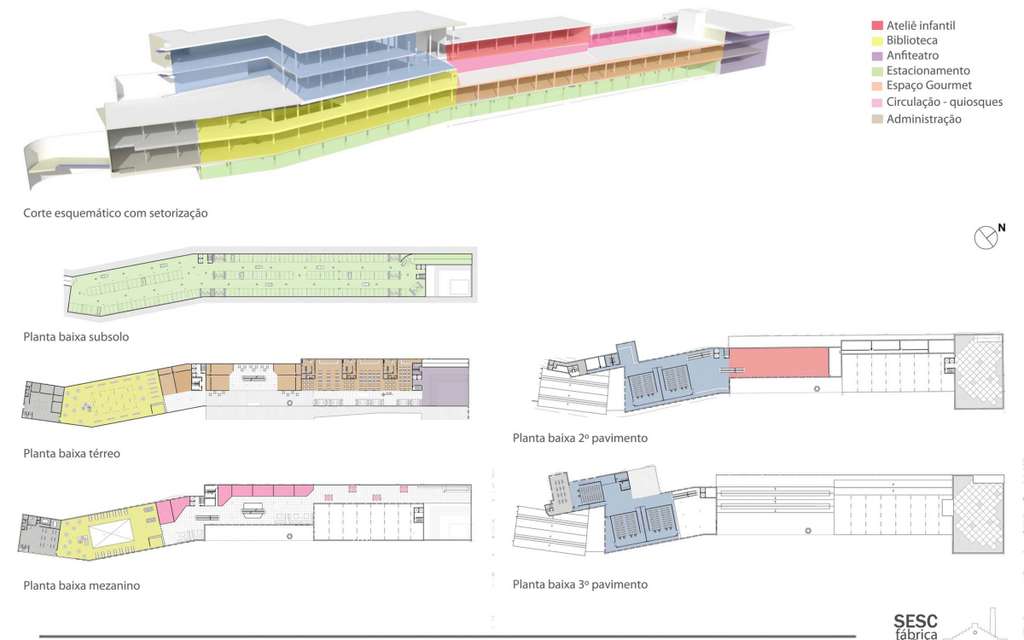 Ateliê infantil
Biblioteca
Anfiteatro
Estacionamento
Espaço Gourmet
Circulação - quiosques
Administração
Corte esquemático com setorização
N
Planta baixa subsolo
Planta baixa térreo
Planta baixa 2º pavimento
Planta baixa mezanino
Planta baixa 3º pavimento
SESC
fábrica